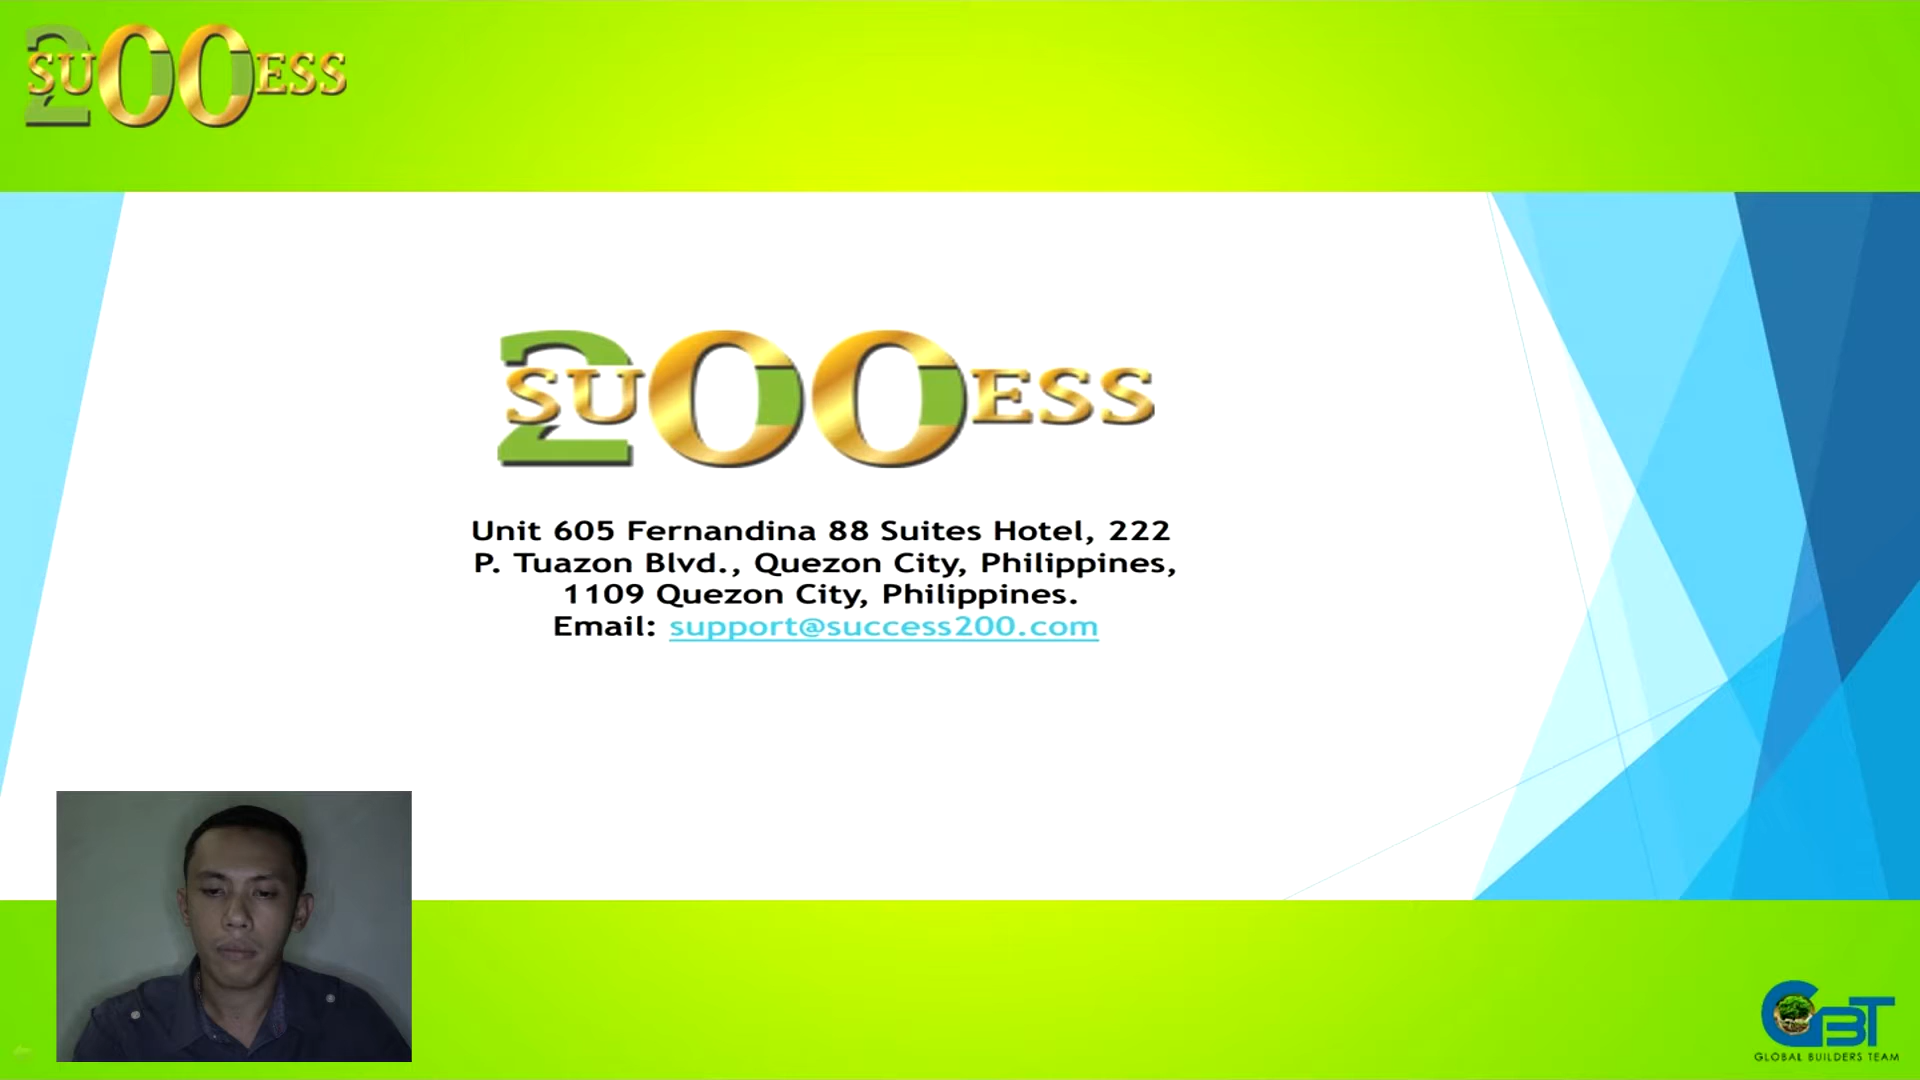 SU200ESS
SU200ESS
Unit 605 Fernandina 88 Suites Hotel, 222
P. Tuazon Blvd., Quezon City, Philippines,
1109 Quezon City, Philippines.
Email: support@success200.com
GBT
GLOBAL BUILDERS TEAM